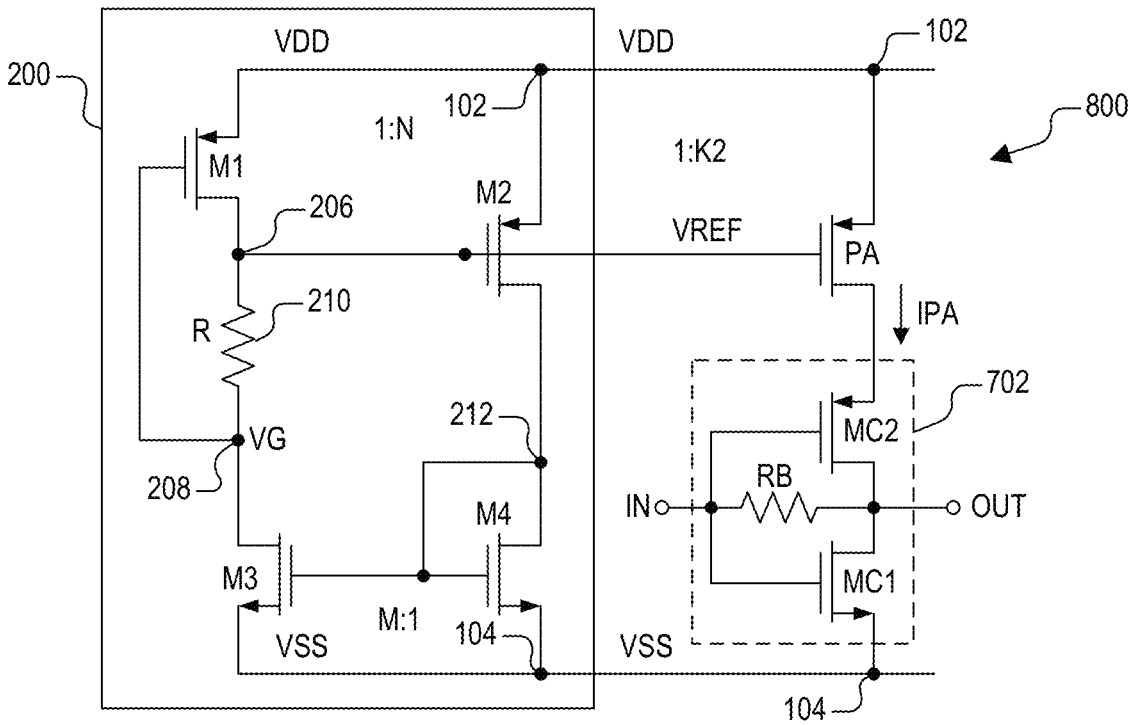 VDD
VDD
102
200
102
800
1:N
1:K2
M1
M2
206
VREF
PA
R
210
IPA
702
212
VG
MC2
208
RB
IN
OUT
M4
M3
MC1
M:1
104
VSS
VSS
104